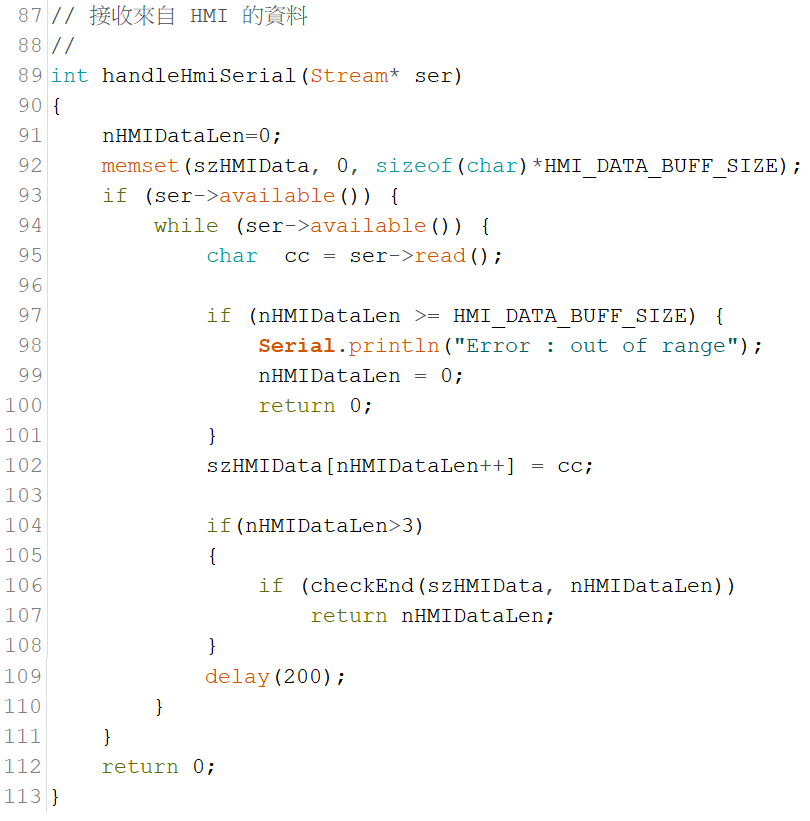 87 // 接收來自 HMI 的資料
88 //
89 int handleHmiSerial(Stream* ser)
90 {
91     nHMIDataLen=0;
92     memset(szHMIData, 0, sizeof(char)*HMI_DATA_BUFF_SIZE);
93     if (ser->available()) {
94         while (ser->available()) {
95             char  cc = ser->read();
96
97             if (nHMIDataLen >= HMI_DATA_BUFF_SIZE) {
98                 Serial.println("Error : out of range");
99                 nHMIDataLen = 0;
100                 return 0;
101             }
102             szHMIData[nHMIDataLen++] = cc;
103
104             if(nHMIDataLen>3)
105             {
106                 if (checkEnd(szHMIData, nHMIDataLen))
107                     return nHMIDataLen;
108             }
109             delay(200);
110         }
111     }
112     return 0;
113 }